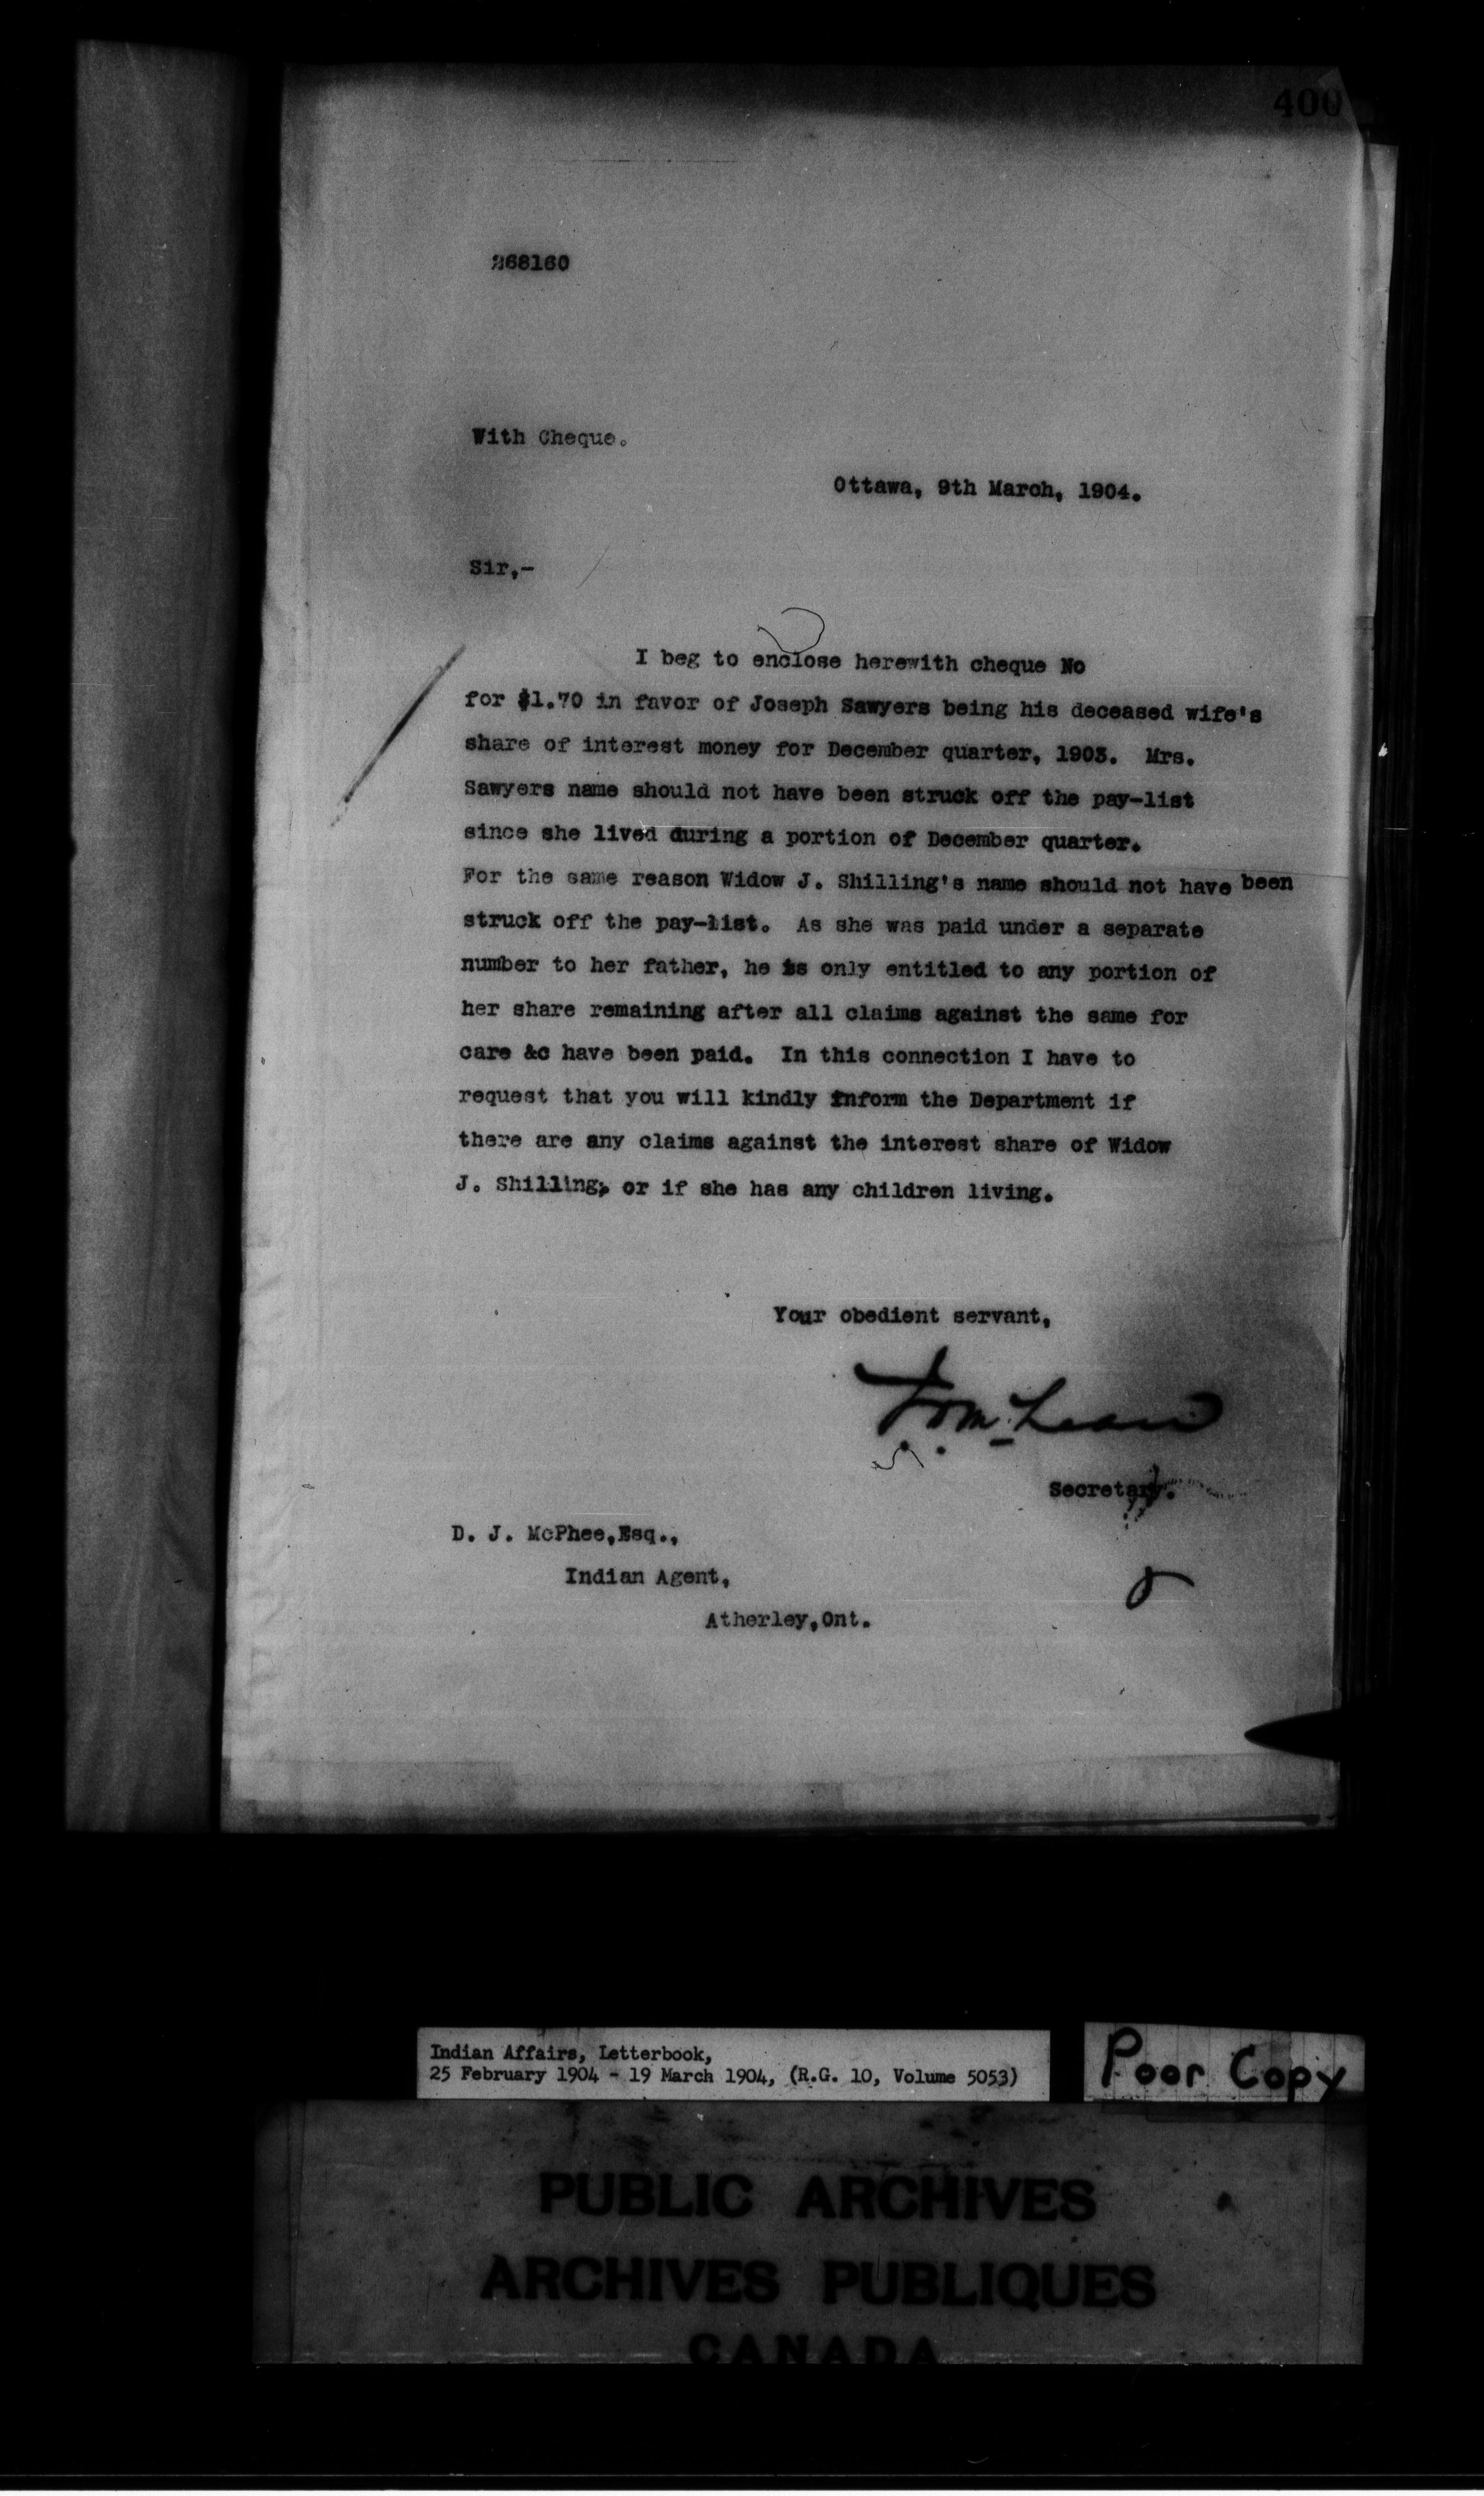 400
268160
With Cheque.
Ottawa, 9th March, 1904.
Sir,-
I beg to enclose herewith cheque No
for $1.70 in favor of Joseph Sawyers being his deceased wife's
share of interest money for December quarter, 1903. Mrs.
Sawyers name should not have been struck off the pay-list
since she lived during a portion of December quarter.
For the same reason Widow J. Shilling's name should not have been
struck off the pay-list. As she was paid under a separate
number to her father, he is only entitled to any portion of
her share remaining after all claims against the same for
care &c have been paid. In this connection I have to
request that you will kindly inform the Department if
there are any claims against the interest share of Widow
J. Shilling, or if she has any children living.
Your obedient servant,
Secretary.
D. J. McPhee,Esq.,
Indian Agent,
Atherley,Ont.
Indian Affairs, Letterbook,
25 February 1904 - 19 March 1904, (R.G. 10, Volume 5053)
Poor Copy
PUBLIC ARCHIVES
ARCHIVES PUBLIQUES
CANADA